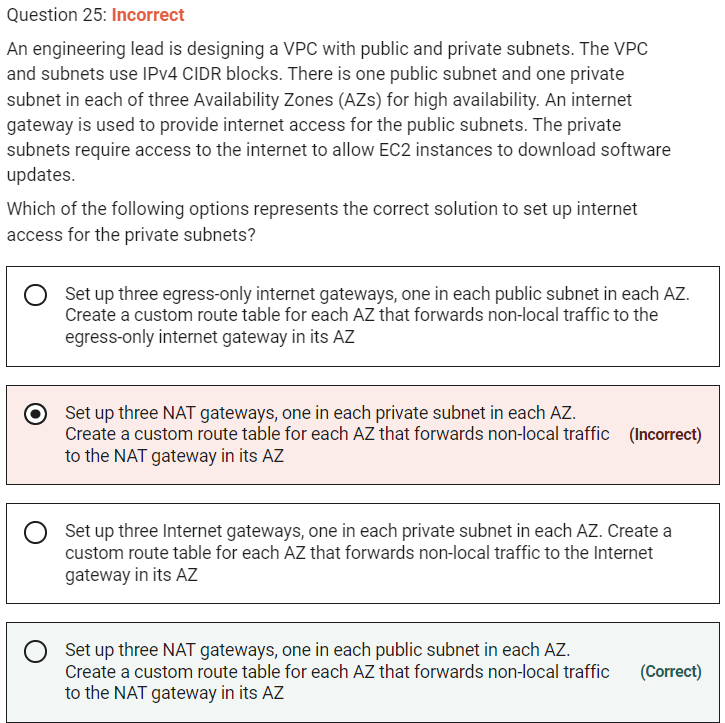 Question 25: Incorrect
An engineering lead is designing a VPC with public and private subnets. The VPC
and subnets use IPv4 CIDR blocks. There is one public subnet and one private
subnet in each of three Availability Zones (AZs) for high availability. An internet
gateway is used to provide internet access for the public subnets. The private
subnets require access to the internet to allow EC2 instances to download software
updates.
Which of the following options represents the correct solution to set up internet
access for the private subnets?
Set up three egress-only internet gateways, one in each public subnet in each AZ.
Create a custom route table for each AZ that forwards non-local traffic to the
egress-only internet gateway in its AZ
Set up three NAT gateways, one in each private subnet in each AZ.
Create a custom route table for each AZ that forwards non-local traffic (Incorrect)
to the NAT gateway in its AZ
Set up three Internet gateways, one in each private subnet in each AZ. Create a
custom route table for each AZ that forwards non-local traffic to the Internet
gateway in its AZ
Set up three NAT gateways, one in each public subnet in each AZ.
Create a custom route table for each AZ that forwards non-local traffic (Correct)
to the NAT gateway in its AZ